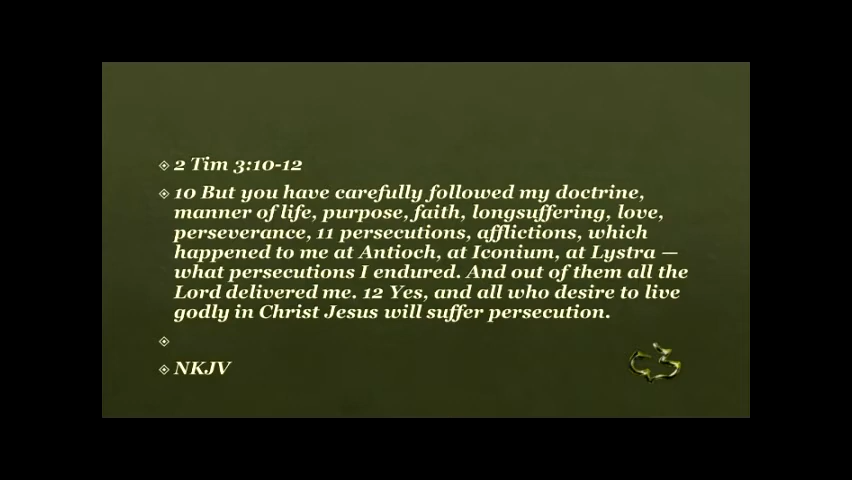 2 Tim 3:10-12
10 But you have carefully followed my doctrine,
manner of life, purpose, faith, longsuffering, love,
perseverance, 11 persecutions, afflictions, which
happened to me at Antioch, at Iconium, at Lystra —
what persecutions I endured. And out of them all the
Lord delivered me. 12 Yes, and all who desire to live
godly in Christ Jesus will suffer persecution.
NKJV